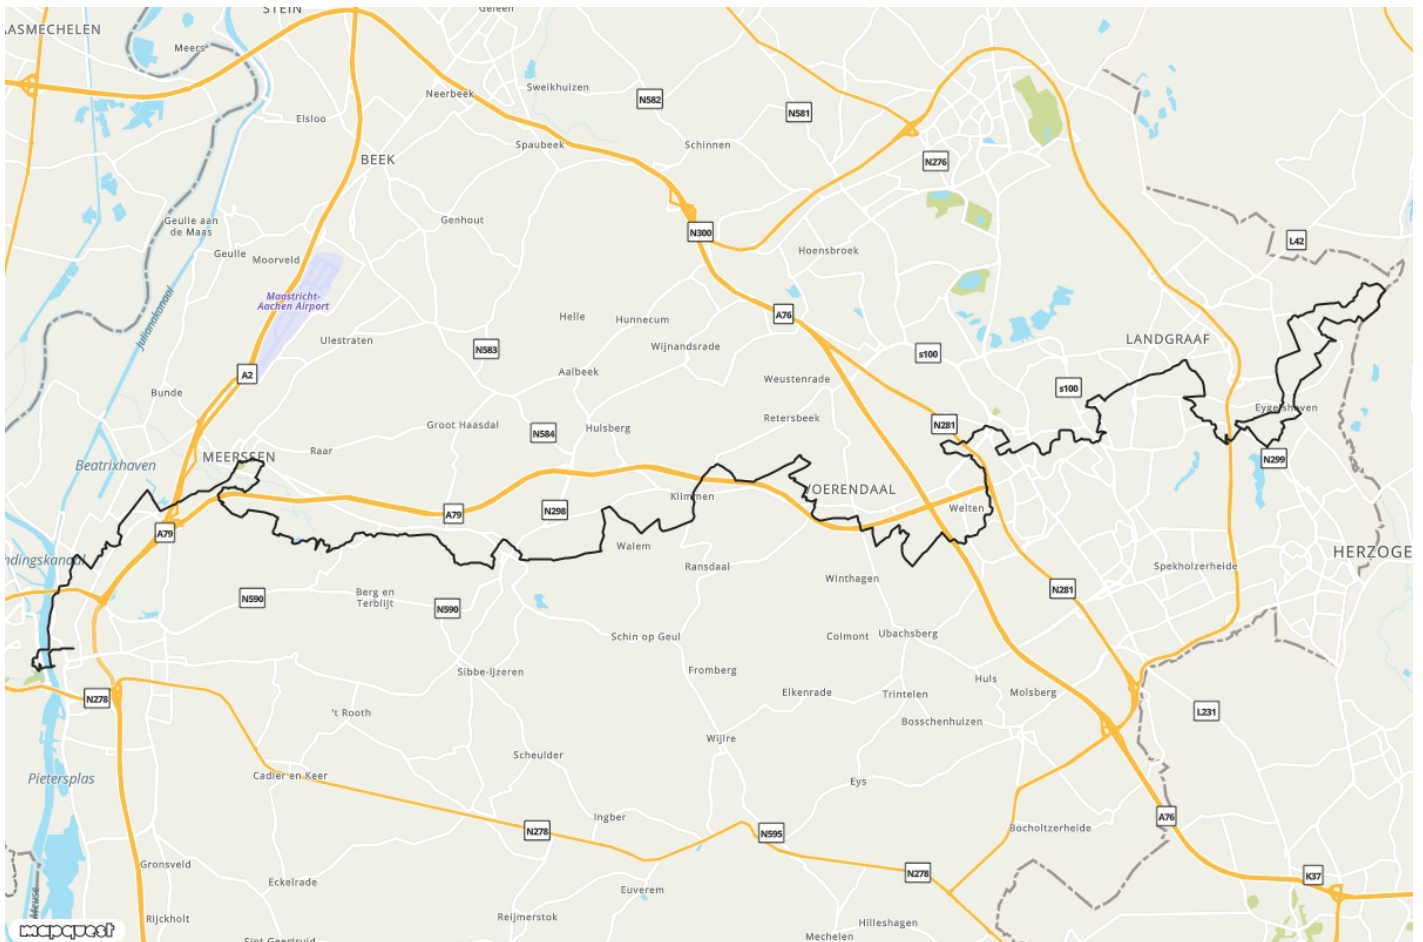 STEIN
Geleen
AASMECHELEN
Meers
Sweikhuizen
Neerbeek
N582
N581
Elsloo
Spaubeek
Schinnen
BEEK
N276
Geulle aan
de Maas
Genhout
N300
L42
Geulle
Moorveld
Hoensbroek
Maastricht-
Aachen Airport
Julianakanaal
Helle
Hunnecum
A76
Ulestraten
LANDGRAAF
N583
Wijnandsrade
s100
A2
Aalbeek
Weustenrade
s100
Bunde
Eygelshoven
Groot Haasdal
N584
Hulsberg
Retersbeek
N281
MEERSSEN
Raar
Beatrixhaven
N299
Klimmen
VOERENDAAL
A79
N298
Welten
A79
Walem
HERZOGE
ndingskanaal
Ransdaal
Spekholzerheide
Winthagen
N590
Berg en
Terblijt
N590
N281
Schin op Geul
Colmont
Ubachsberg
Sibbe-IJzeren
Fromberg
Huls
N278
Elkenrade
Trintelen
Molsberg
't Rooth
Bosschenhuizen
L231
Wijlre
Scheulder
Pietersplas
Cadier en Keer
Eys
Ingber
N278
N595
A76
Bocholtzerheide
Gronsveld
N278
K37
Eckelrade
Euverem
Meuse
Rijckholt
Reijmerstok
Hilleshagen
Sint Geertruid
Mechelen
mapquest